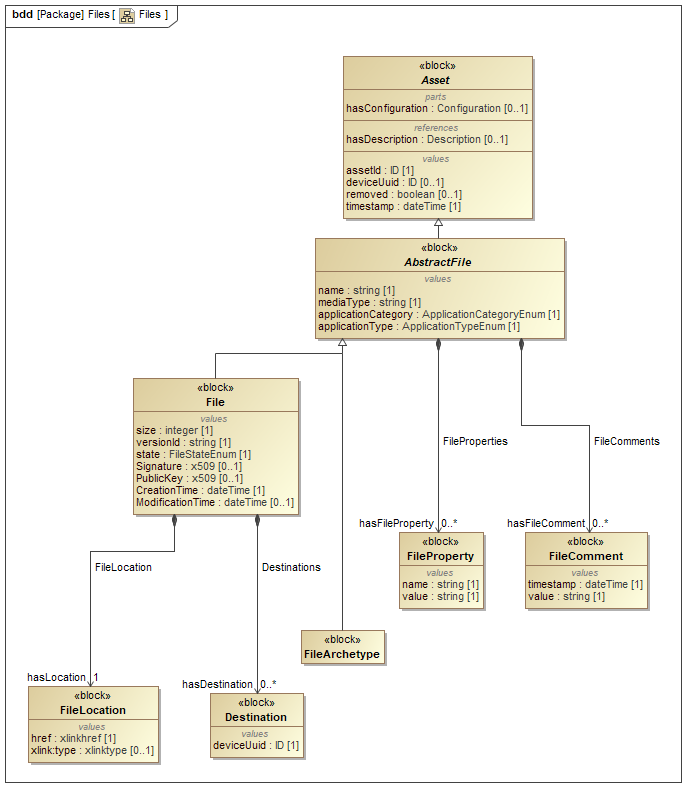 bdd [Package] Files [ Files ]
«block»
Asset
parts
hasConfiguration : Configuration [0..1]
references
hasDescription : Description [0..1]
values
assetId : ID [1]
deviceUuid : ID [0..1]
removed : boolean [0..1]
timestamp : dateTime [1]
«block»
AbstractFile
values
name : string [1]
mediaType : string [1]
applicationCategory : ApplicationCategoryEnum [1]
applicationType : ApplicationTypeEnum [1]
«block»
File
values
size : integer [1]
versionId : string [1]
state : FileStateEnum [1]
Signature : x509 [0..1]
PublicKey : x509 [0..1]
CreationTime : dateTime [1]
ModificationTime : dateTime [0..1]
FileProperties
FileComments
hasFileProperty 0..*
hasFileComment 0..*
«block»
FileProperty
values
name : string [1]
value : string [1]
«block»
FileComment
values
timestamp : dateTime [1]
value : string [1]
FileLocation
Destinations
«block»
FileArchetype
hasLocation 1
hasDestination 0..*
«block»
FileLocation
values
href : xlinkhref [1]
xlink:type : xlinktype [0..1]
«block»
Destination
values
deviceUuid : ID [1]